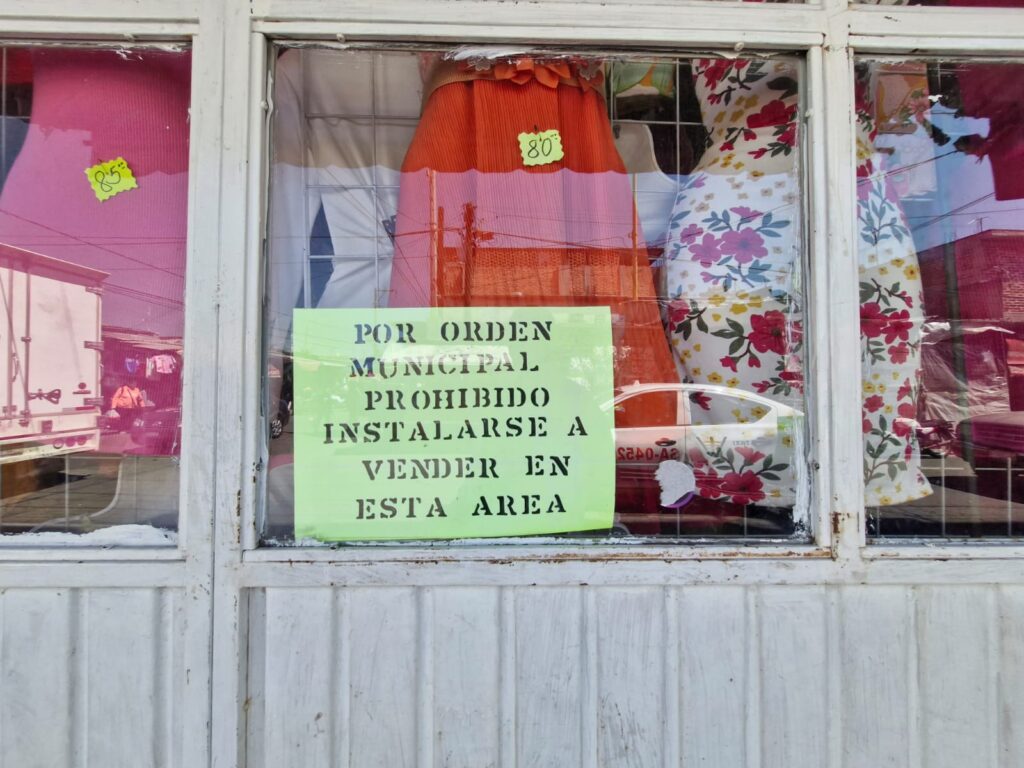 85
80
POR ORDEN
MUNICIPAL
PROHIBIDO
INSTALARSE A
VENDER EN
ESTA AREA